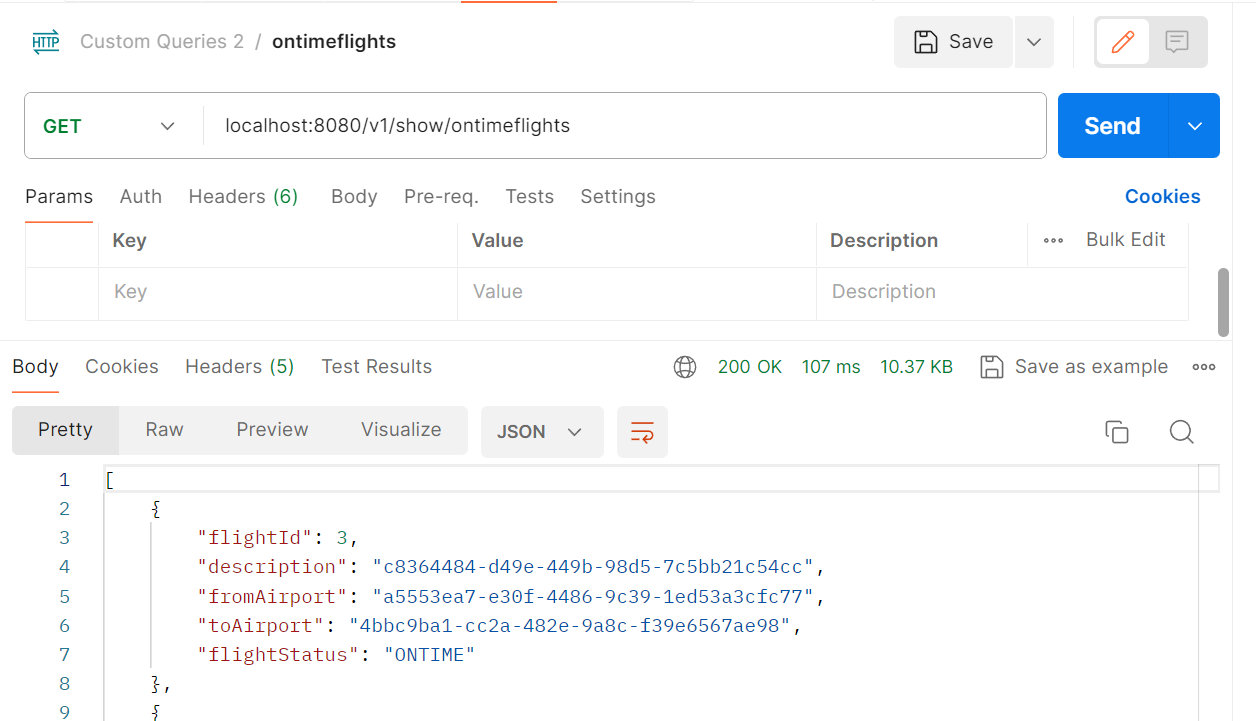 HTTP Custom Queries 2 / ontimeflights Save
GET localhost:8080/v1/show/ontimeflights Send
Params Auth Headers (6) Body Pre-req. Tests Settings Cookies
Key Value Description ••• Bulk Edit
Key Value Description
Body Cookies Headers (5) Test Results 200 OK 107 ms 10.37 KB Save as example •••
Pretty Raw Preview Visualize JSON
1 [
2 {
3 "flightId": 3,
4 "description": "c8364484-d49e-449b-98d5-7c5bb21c54cc",
5 "fromAirport": "a5553ea7-e30f-4486-9c39-1ed53a3cfc77",
6 "toAirport": "4bbc9ba1-cc2a-482e-9a8c-f39e6567ae98",
7 "flightStatus": "ONTIME"
8 },
9 {